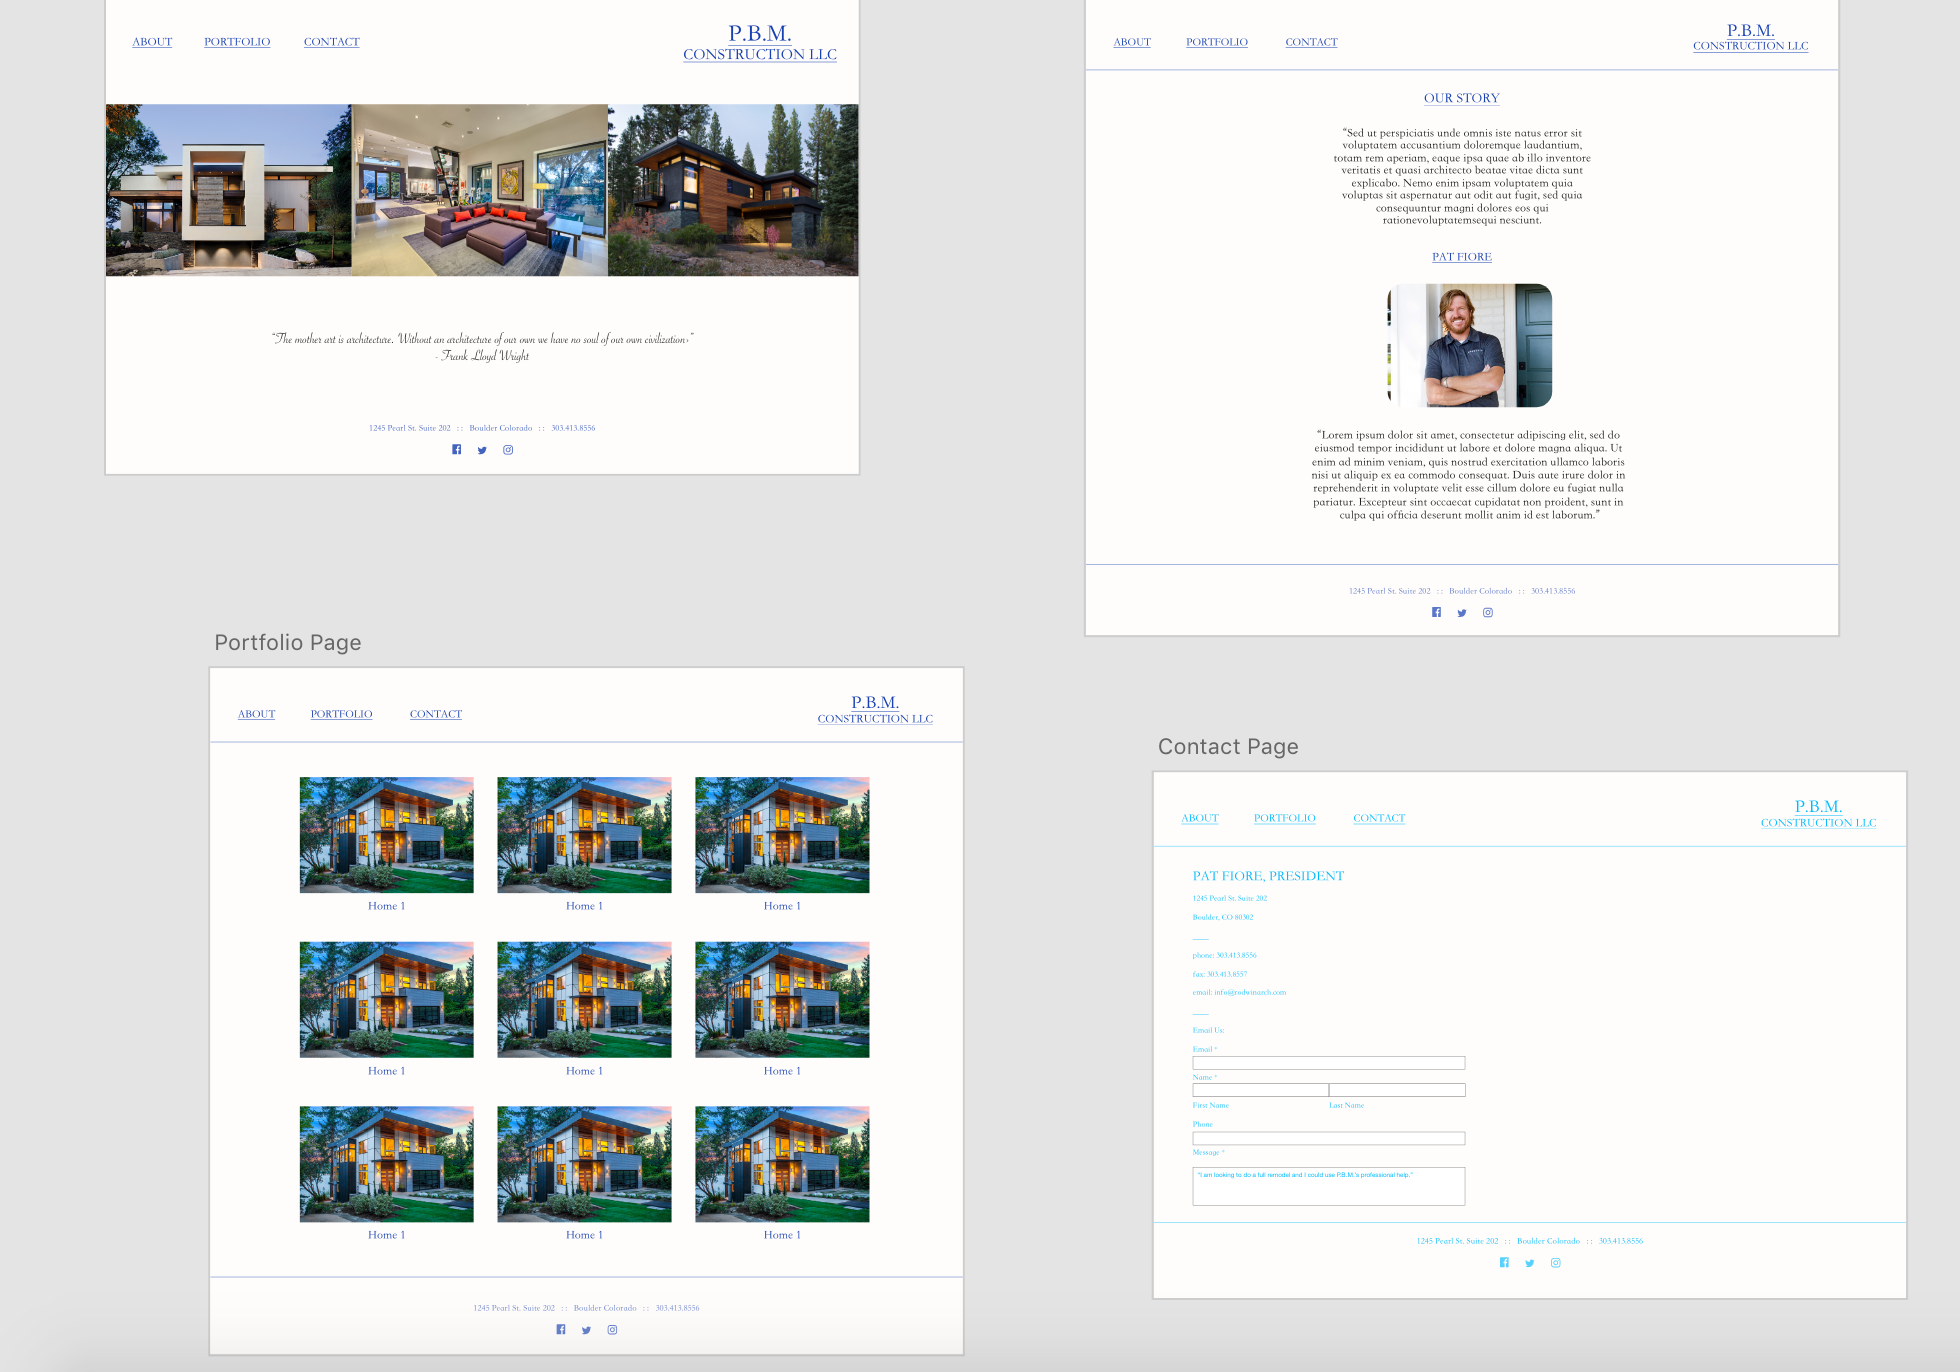 ABOUT PORTFOLIO CONTACT
P.B.M.
CONSTRUCTION LLC
“The mother art is architecture. Without an architecture of our own we have no soul of our own civilization›”
- Frank Lloyd Wright
1245 Pearl St. Suite 202 :: Boulder Colorado :: 303.413.8556
ABOUT PORTFOLIO CONTACT
P.B.M.
CONSTRUCTION LLC
OUR STORY
“Sed ut perspiciatis unde omnis iste natus error sit
voluptatem accusantium doloremque laudantium,
totam rem aperiam, eaque ipsa quae ab illo inventore
veritatis et quasi architecto beatae vitae dicta sunt
explicabo. Nemo enim ipsam voluptatem quia
voluptas sit aspernatur aut odit aut fugit, sed quia
consequuntur magni dolores eos qui
rationevoluptatemsequi nesciunt.
PAT FIORE
“Lorem ipsum dolor sit amet, consectetur adipiscing elit, sed do
eiusmod tempor incididunt ut labore et dolore magna aliqua. Ut
enim ad minim veniam, quis nostrud exercitation ullamco laboris
nisi ut aliquip ex ea commodo consequat. Duis aute irure dolor in
reprehenderit in voluptate velit esse cillum dolore eu fugiat nulla
pariatur. Excepteur sint occaecat cupidatat non proident, sunt in
culpa qui officia deserunt mollit anim id est laborum.”
1245 Pearl St. Suite 202 :: Boulder Colorado :: 303.413.8556
Portfolio Page
ABOUT PORTFOLIO CONTACT
P.B.M.
CONSTRUCTION LLC
Home 1 Home 1 Home 1
Home 1 Home 1 Home 1
Home 1 Home 1 Home 1
1245 Pearl St. Suite 202 :: Boulder Colorado :: 303.413.8556
Contact Page
ABOUT PORTFOLIO CONTACT
P.B.M.
CONSTRUCTION LLC
PAT FIORE, PRESIDENT
1245 Pearl St. Suite 202
Boulder, CO 80302
phone: 303.413.8556
fax: 303.413.8557
email: info@rodwinarch.com
Email Us:
Email *
Name *
First Name Last Name
Phone
Message *
“I am looking to do a full remodel and I could use P.B.M.'s professional help.”
1245 Pearl St. Suite 202 :: Boulder Colorado :: 303.413.8556